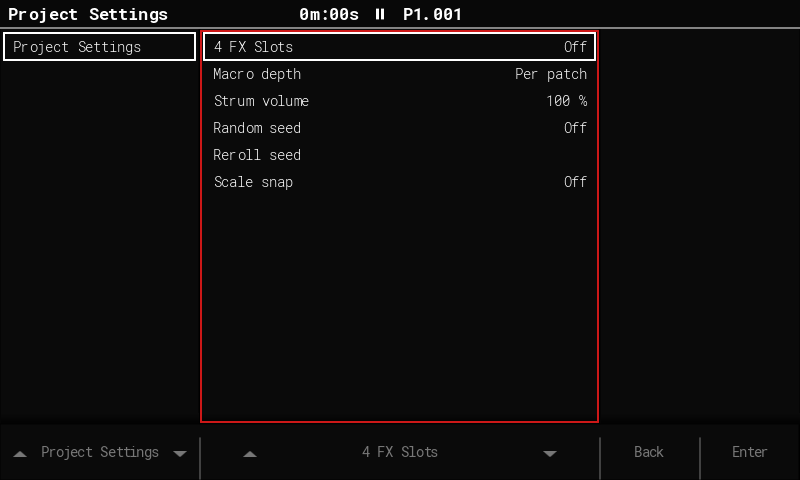 Project Settings 0m:00s P1.001
Project Settings
4 FX Slots Off
Macro depth Per patch
Strum volume 100 %
Random seed Off
Reroll seed
Scale snap Off
Project Settings 4 FX Slots Back Enter